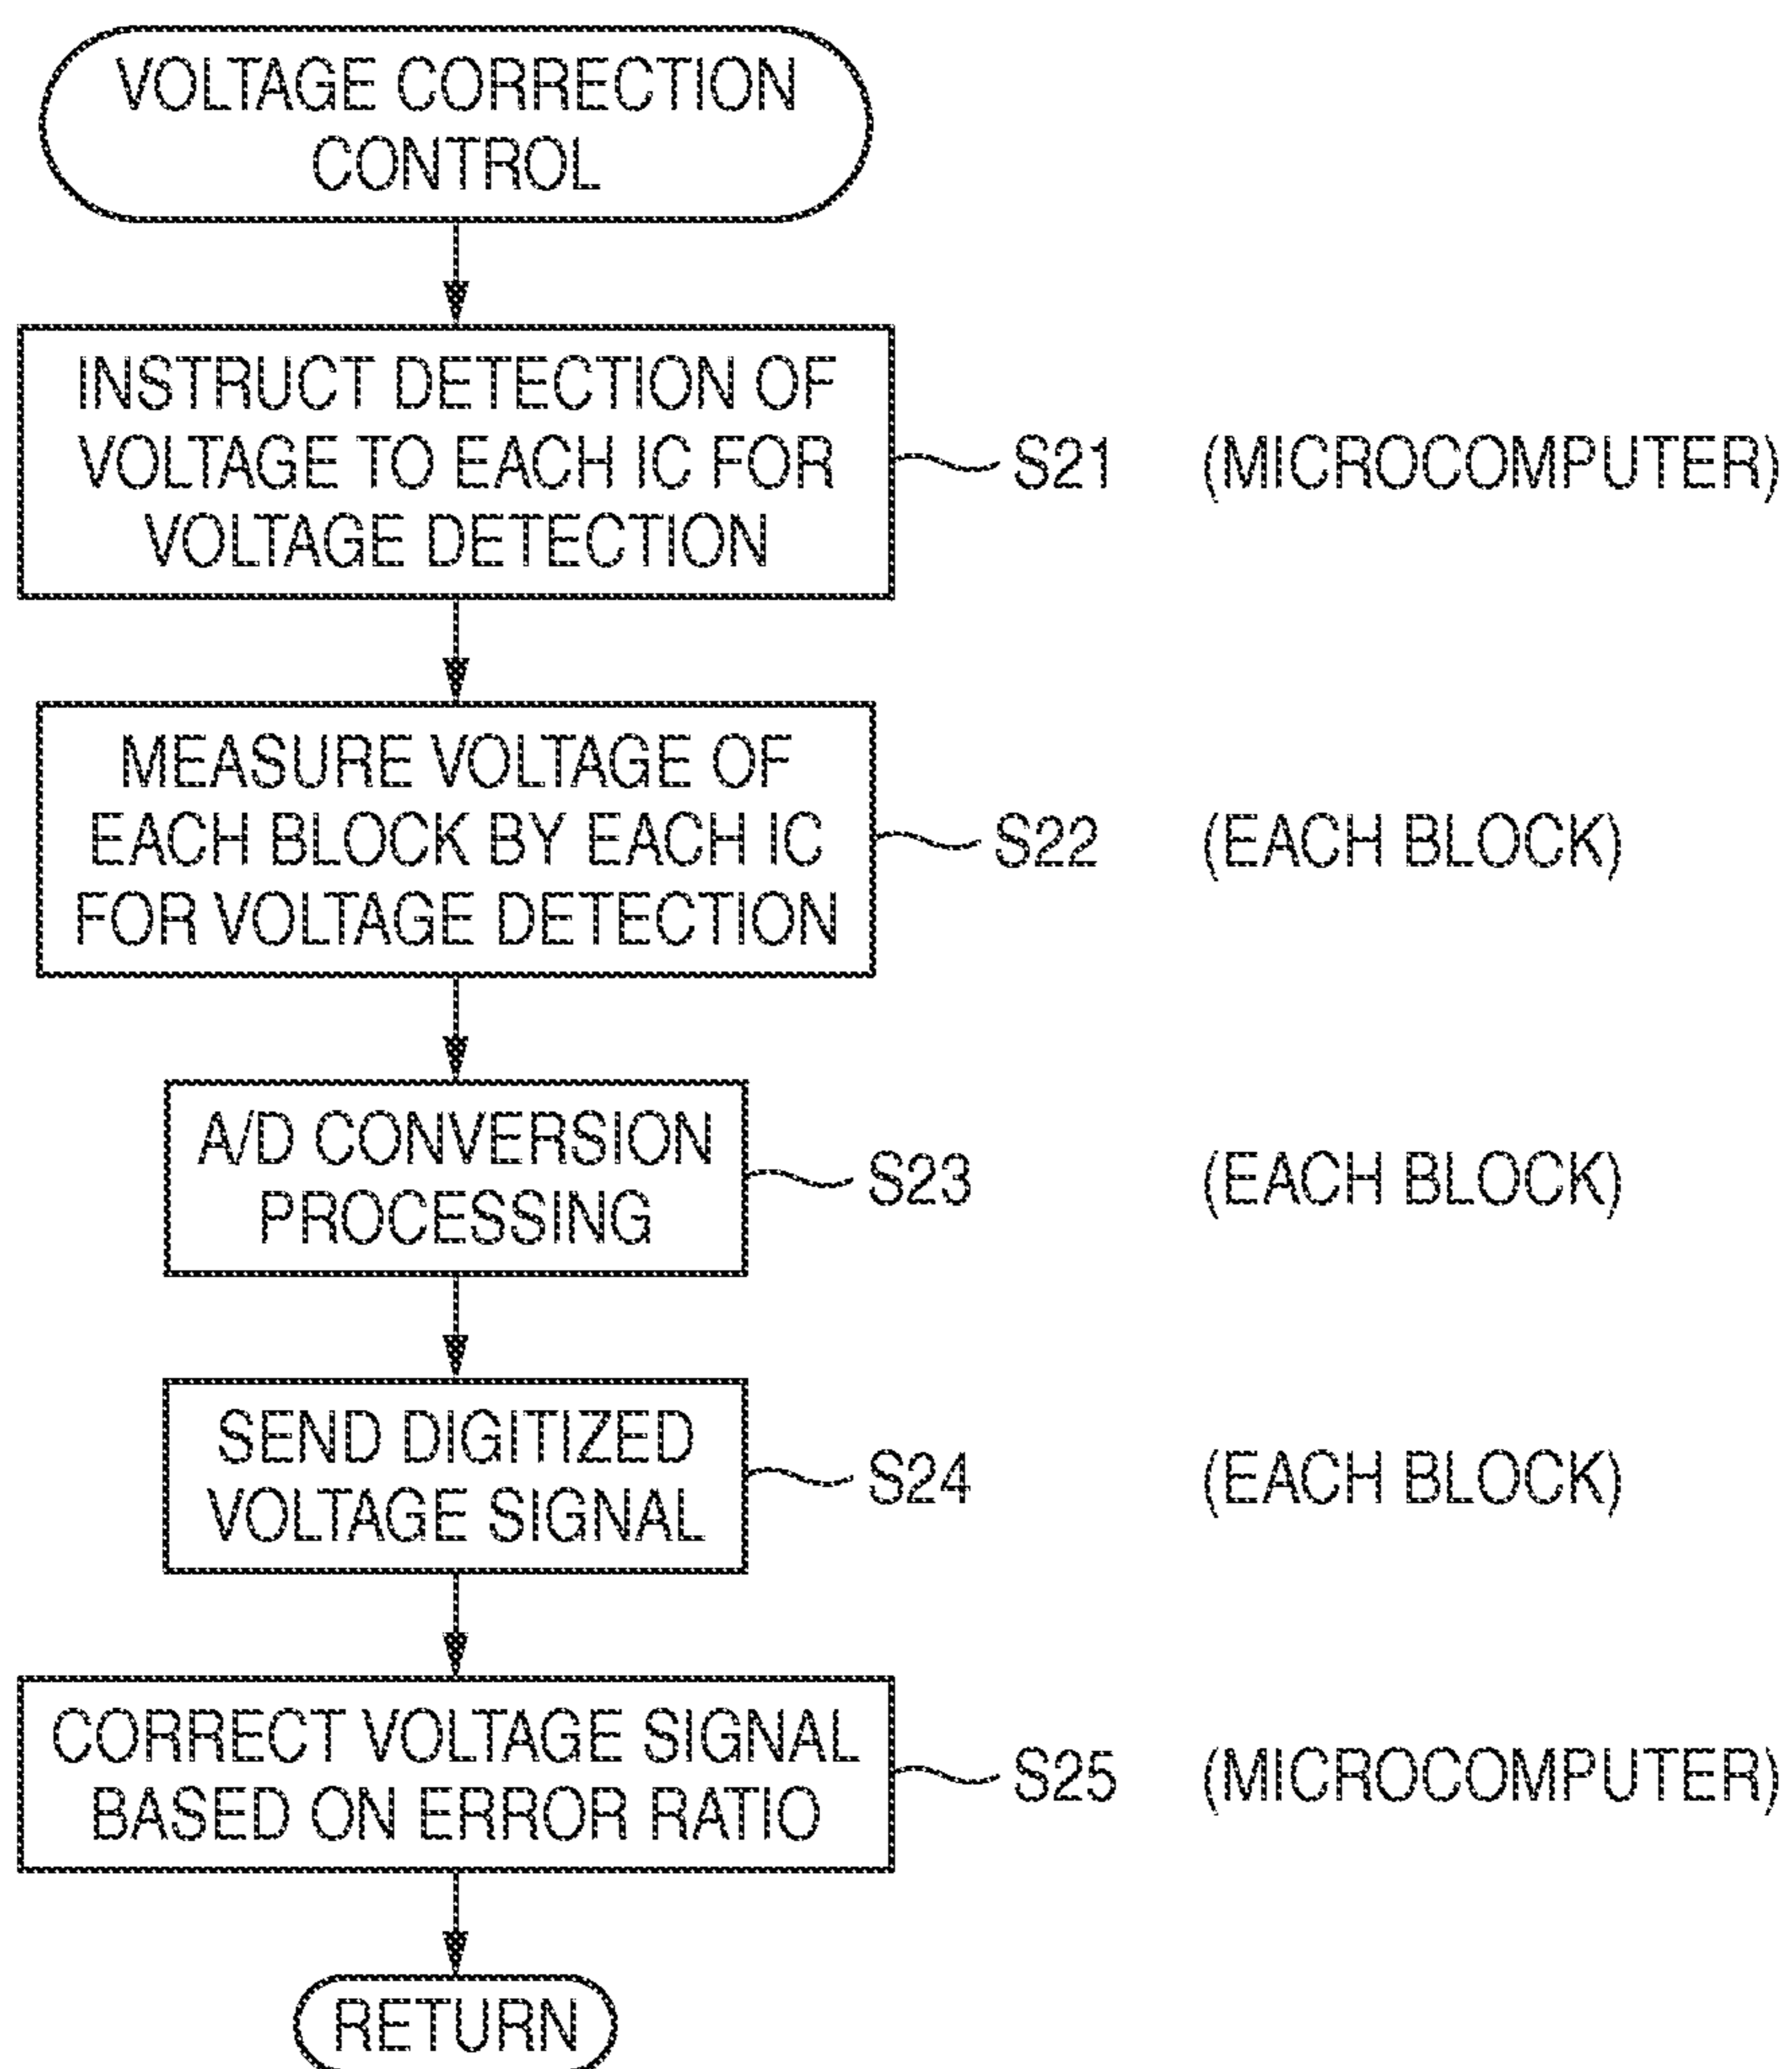 VOLTAGE CORRECTION
CONTROL
INSTRUCT DETECTION OF
VOLTAGE TO EACH IC FOR
VOLTAGE DETECTION
S21 (MICROCOMPUTER)
MEASURE VOLTAGE OF
EACH BLOCK BY EACH IC
FOR VOLTAGE DETECTION
S22 (EACH BLOCK)
A/D CONVERSION
PROCESSING
S23 (EACH BLOCK)
SEND DIGITIZED
VOLTAGE SIGNAL
S24 (EACH BLOCK)
CORRECT VOLTAGE SIGNAL
BASED ON ERROR RATIO
S25 (MICROCOMPUTER)
RETURN